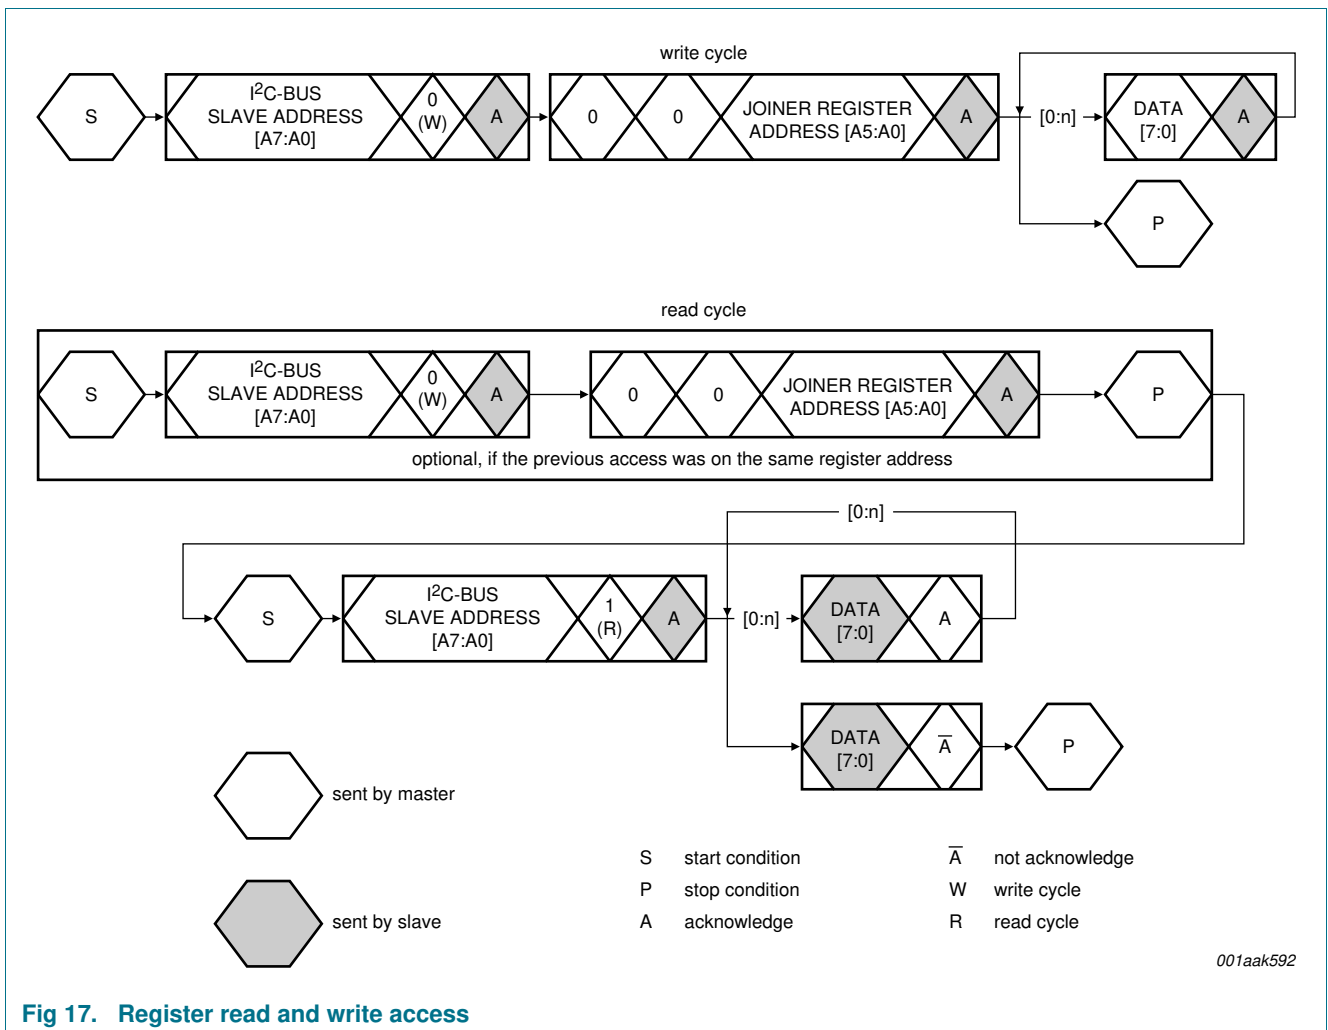 write cycle
S
I2C-BUS
SLAVE ADDRESS
[A7:A0]
0
(W)
A
0
0
JOINER REGISTER
ADDRESS [A5:A0]
A
[0:n]
DATA
[7:0]
A
P
read cycle
S
I2C-BUS
SLAVE ADDRESS
[A7:A0]
0
(W)
A
0
0
JOINER REGISTER
ADDRESS [A5:A0]
A
P
optional, if the previous access was on the same register address
[0:n]
S
I2C-BUS
SLAVE ADDRESS
[A7:A0]
1
(R)
A
[0:n]
DATA
[7:0]
A
DATA
[7:0]
A̅
P
sent by master
sent by slave
S start condition
P stop condition
A acknowledge
A̅ not acknowledge
W write cycle
R read cycle
001aak592
Fig 17. Register read and write access